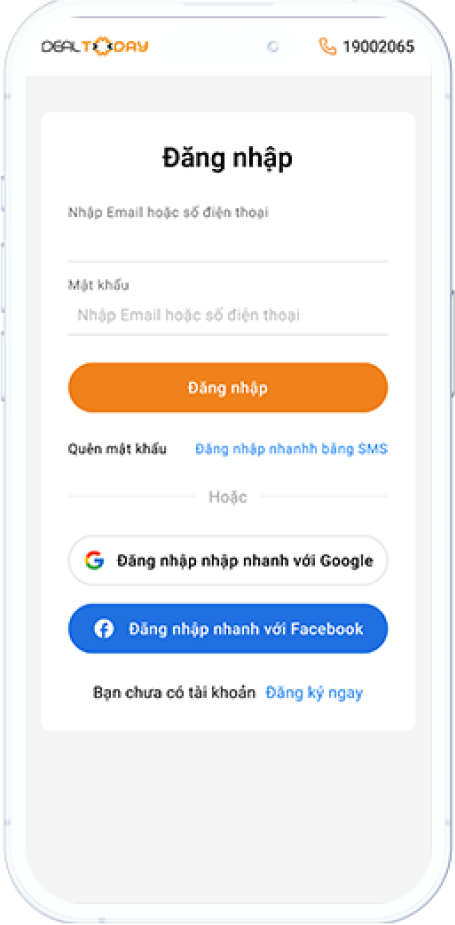 DEALTODAY 19002065
Đăng nhập
Nhập Email hoặc số điện thoại
Mật khẩu
Nhập Email hoặc số điện thoại
Đăng nhập
Quên mật khẩu Đăng nhập nhanhh bằng SMS
Hoặc
Đăng nhập nhập nhanh với Google
Đăng nhập nhanh với Facebook
Bạn chưa có tài khoản Đăng ký ngay